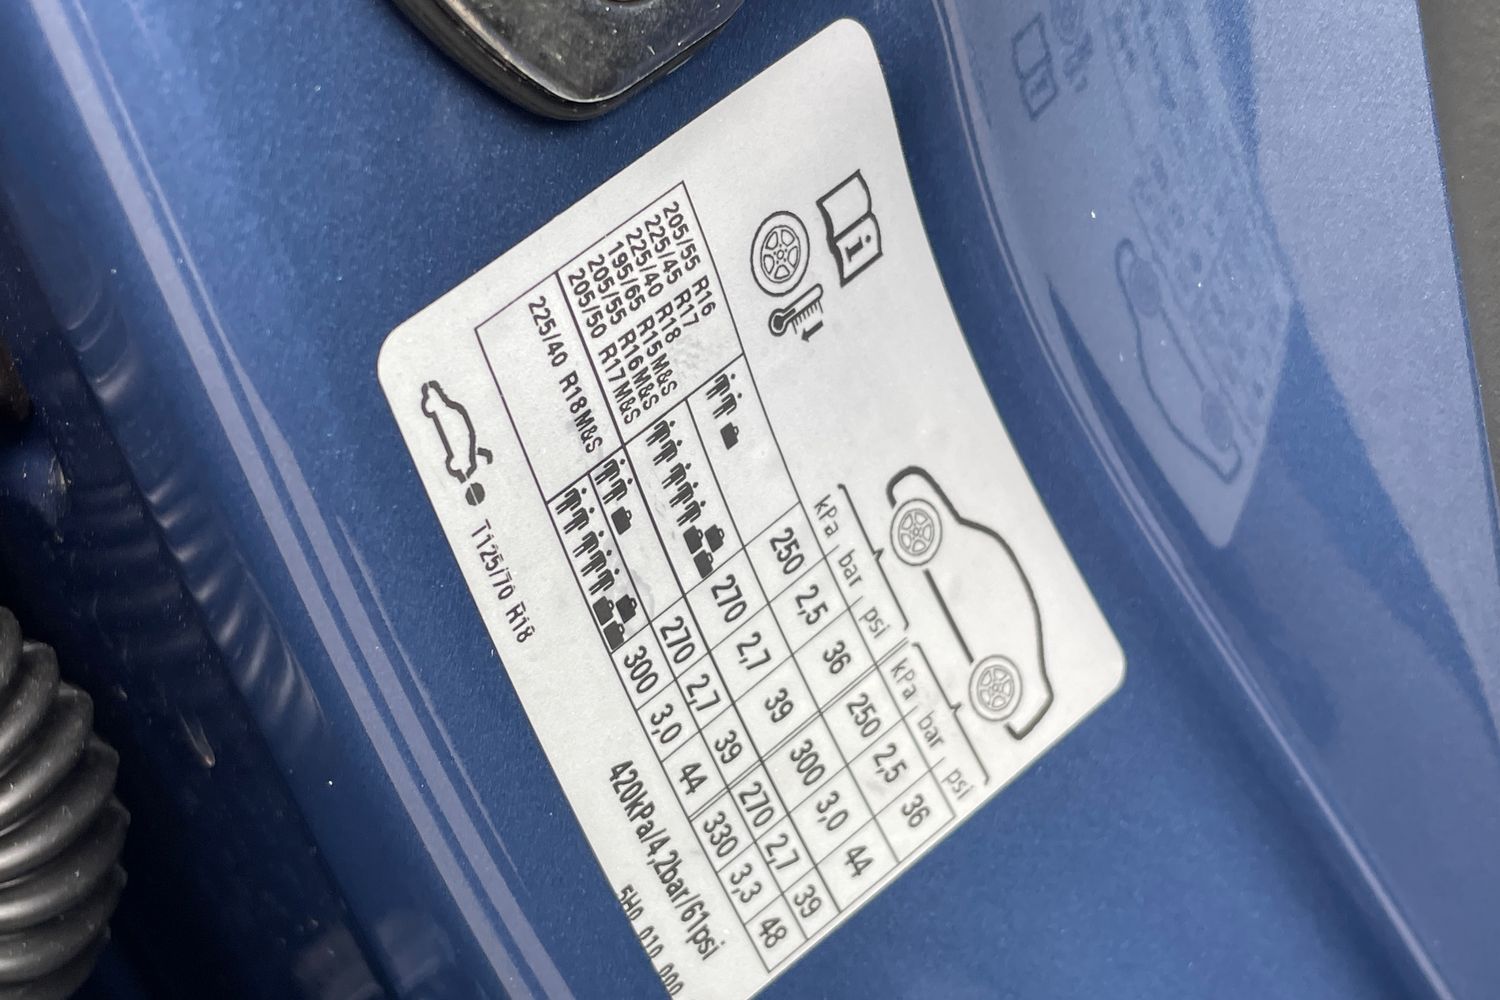 kPa bar psi kPa bar psi
205/55 R16
225/45 R17
225/40 R18
195/65 R15 M&S
205/55 R16 M&S
205/50 R17 M&S
250 2,5 36 250 2,5 36
270 2,7 39 300 3,0 44
225/40 R18 M&S
270 2,7 39 270 2,7 39
300 3,0 44 330 3,3 48
T125/70 R18 420kPa/4,2bar/61psi
5H0 010 000